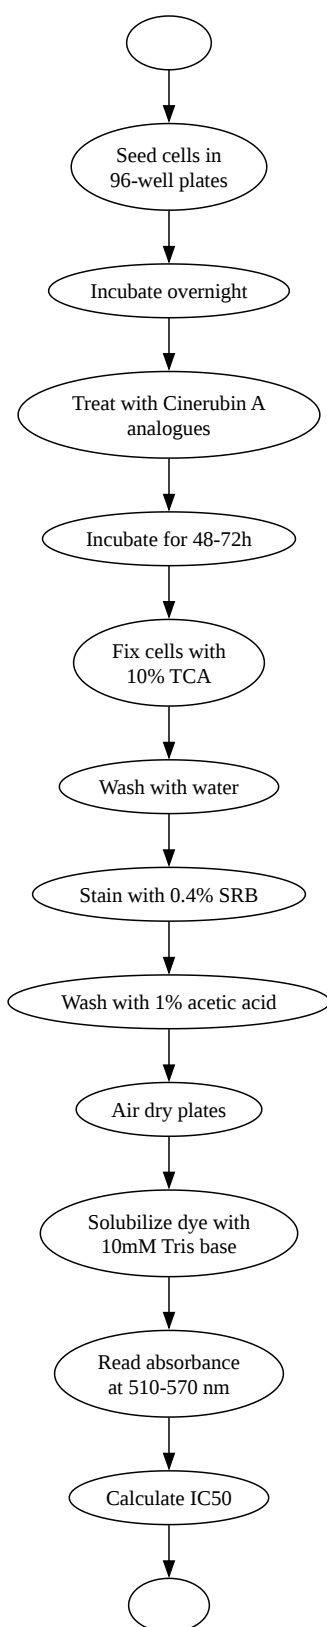 Seed cells in
96-well plates
Incubate overnight
Treat with Cinerubin A
analogues
Incubate for 48-72h
Fix cells with
10% TCA
Wash with water
Stain with 0.4% SRB
Wash with 1% acetic acid
Air dry plates
Solubilize dye with
10mM Tris base
Read absorbance
at 510-570 nm
Calculate IC50